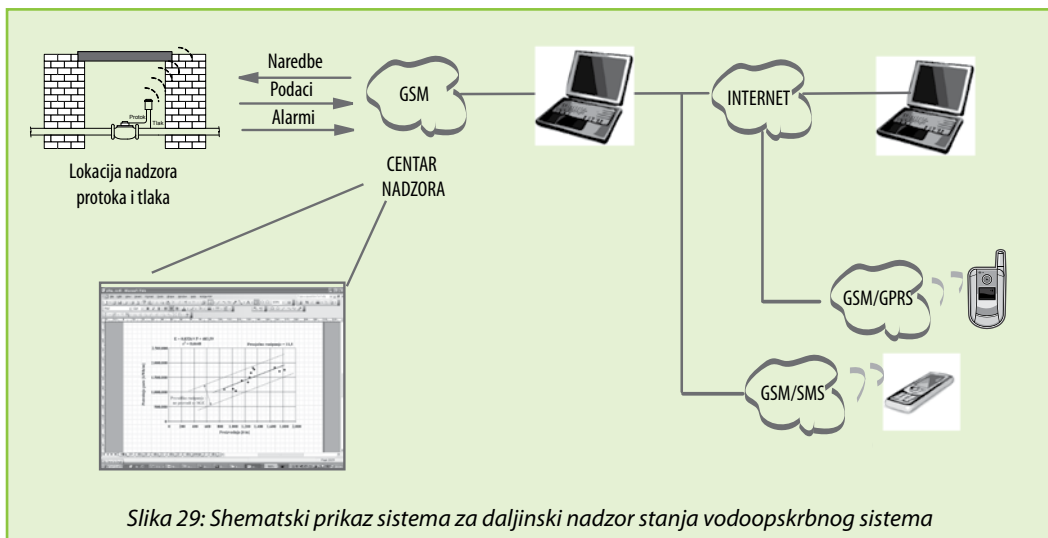 Naredbe
Podaci
Alarmi
GSM
INTERNET
Protok
Tlak
Lokacija nadzora
protoka i tlaka
CENTAR
NADZORA
GSM/GPRS
GSM/SMS
Slika 29: Shematski prikaz sistema za daljinski nadzor stanja vodoopskrbnog sistema